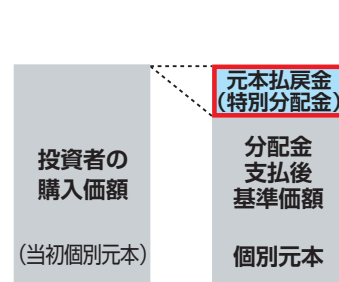 投資者の
購入価額
（当初個別元本）
元本払戻金
（特別分配金）
分配金
支払後
基準価額
個別元本